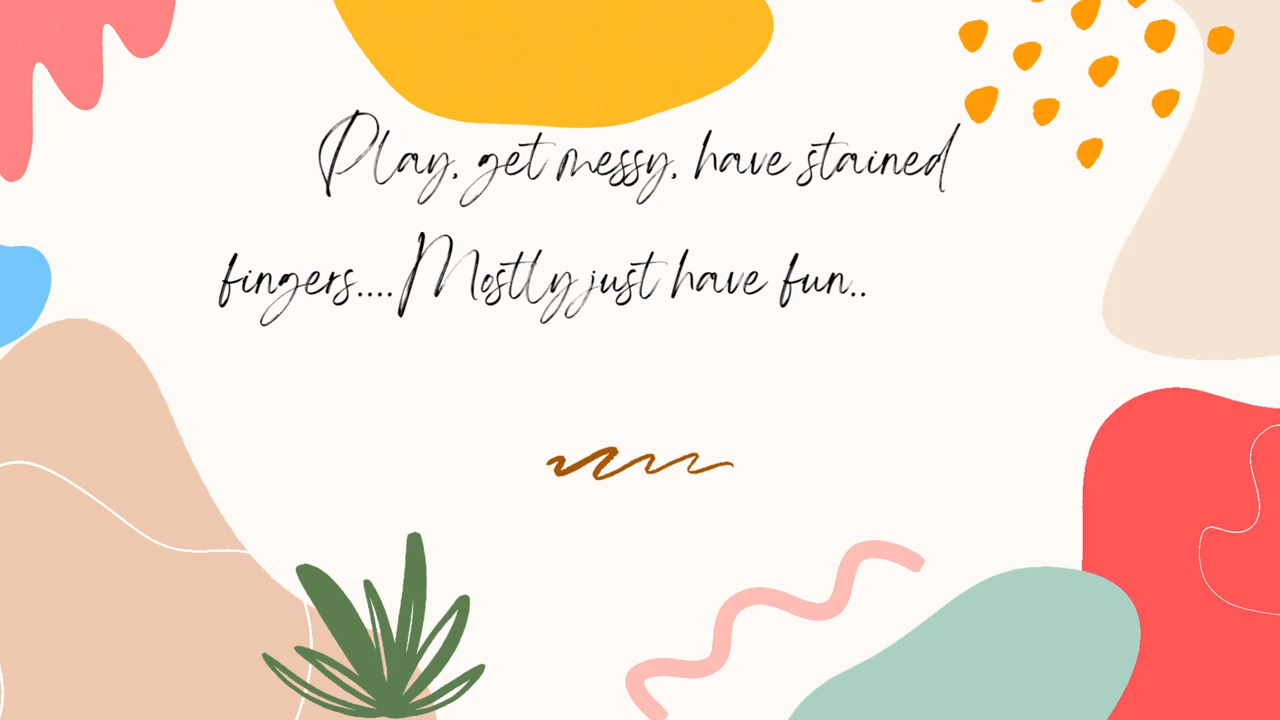 Play, get messy, have stained
fingers....Mostly just have fun..